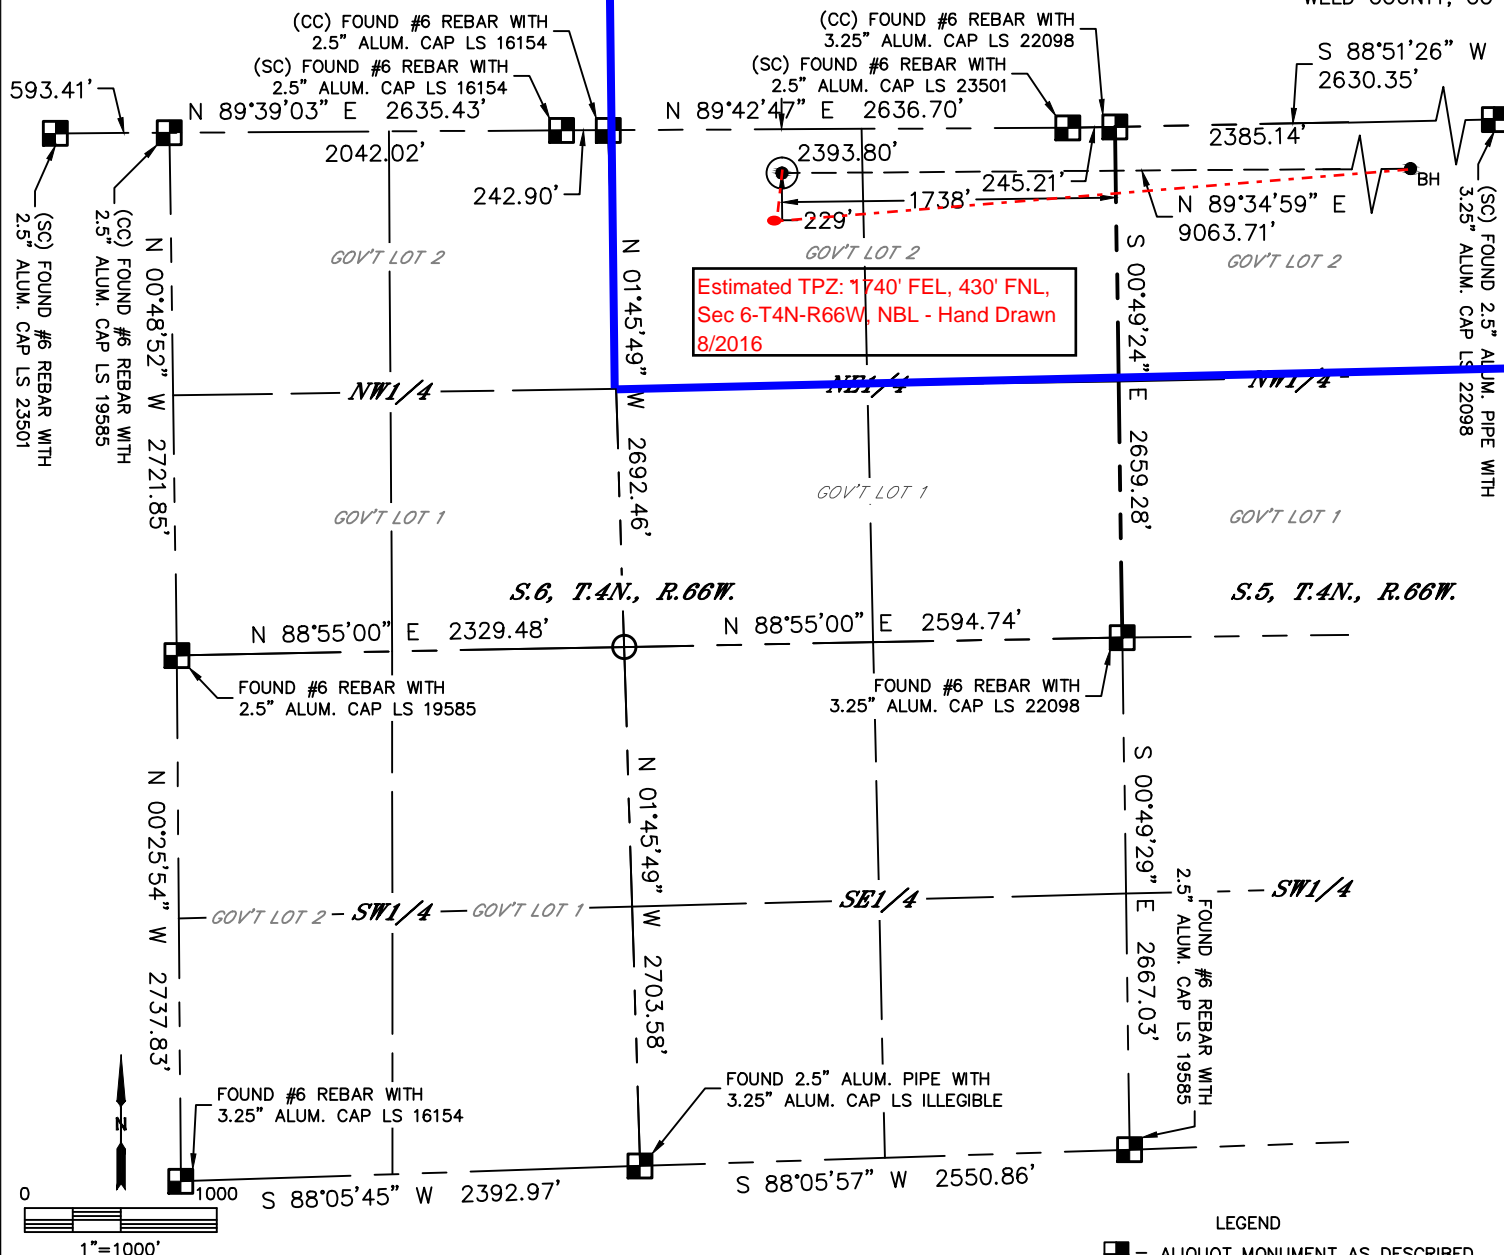 WELD COUNTY, CO
(CC) FOUND #6 REBAR WITH
2.5" ALUM. CAP LS 16154
(SC) FOUND #6 REBAR WITH
2.5" ALUM. CAP LS 16154
(CC) FOUND #6 REBAR WITH
3.25" ALUM. CAP LS 22098
(SC) FOUND #6 REBAR WITH
2.5" ALUM. CAP LS 23501
S 88°51'26" W
2630.35'
593.41'
N 89°39'03" E 2635.43'
N 89°42'47" E 2636.70'
2042.02'
242.90'
2393.80'
245.21'
2385.14'
1738'
229'
BH
N 89°34'59" E
9063.71'
(SC) FOUND #6 REBAR WITH
2.5" ALUM. CAP LS 23501
(CC) FOUND #6 REBAR WITH
2.5" ALUM. CAP LS 19585
N 00°48'52" W 2721.85'
N 01°45'49" W 2692.46'
S 00°49'24" E 2659.28'
(SC) FOUND 2.5" ALUM. PIPE WITH
3.25" ALUM. CAP LS 22098
GOV'T LOT 2
GOV'T LOT 2
GOV'T LOT 2
Estimated TPZ: 1740' FEL, 430' FNL,
Sec 6-T4N-R66W, NBL - Hand Drawn
8/2016
NW1/4
NE1/4
NW1/4
GOV'T LOT 1
GOV'T LOT 1
GOV'T LOT 1
S.6, T.4N., R.66W.
S.5, T.4N., R.66W.
N 88°55'00" E 2329.48'
N 88°55'00" E 2594.74'
FOUND #6 REBAR WITH
2.5" ALUM. CAP LS 19585
FOUND #6 REBAR WITH
3.25" ALUM. CAP LS 22098
N 00°25'54" W 2737.83'
N 01°45'49" W 2703.58'
S 00°49'29" E 2667.03'
FOUND #6 REBAR WITH
2.5" ALUM. CAP LS 19585
GOV'T LOT 2
SW1/4
GOV'T LOT 1
SE1/4
SW1/4
FOUND #6 REBAR WITH
3.25" ALUM. CAP LS 16154
FOUND 2.5" ALUM. PIPE WITH
3.25" ALUM. CAP LS ILLEGIBLE
N
S 88°05'45" W 2392.97'
S 88°05'57" W 2550.86'
0 1000
1"=1000'
LEGEND
= ALIQUOT MONUMENT AS DESCRIBED